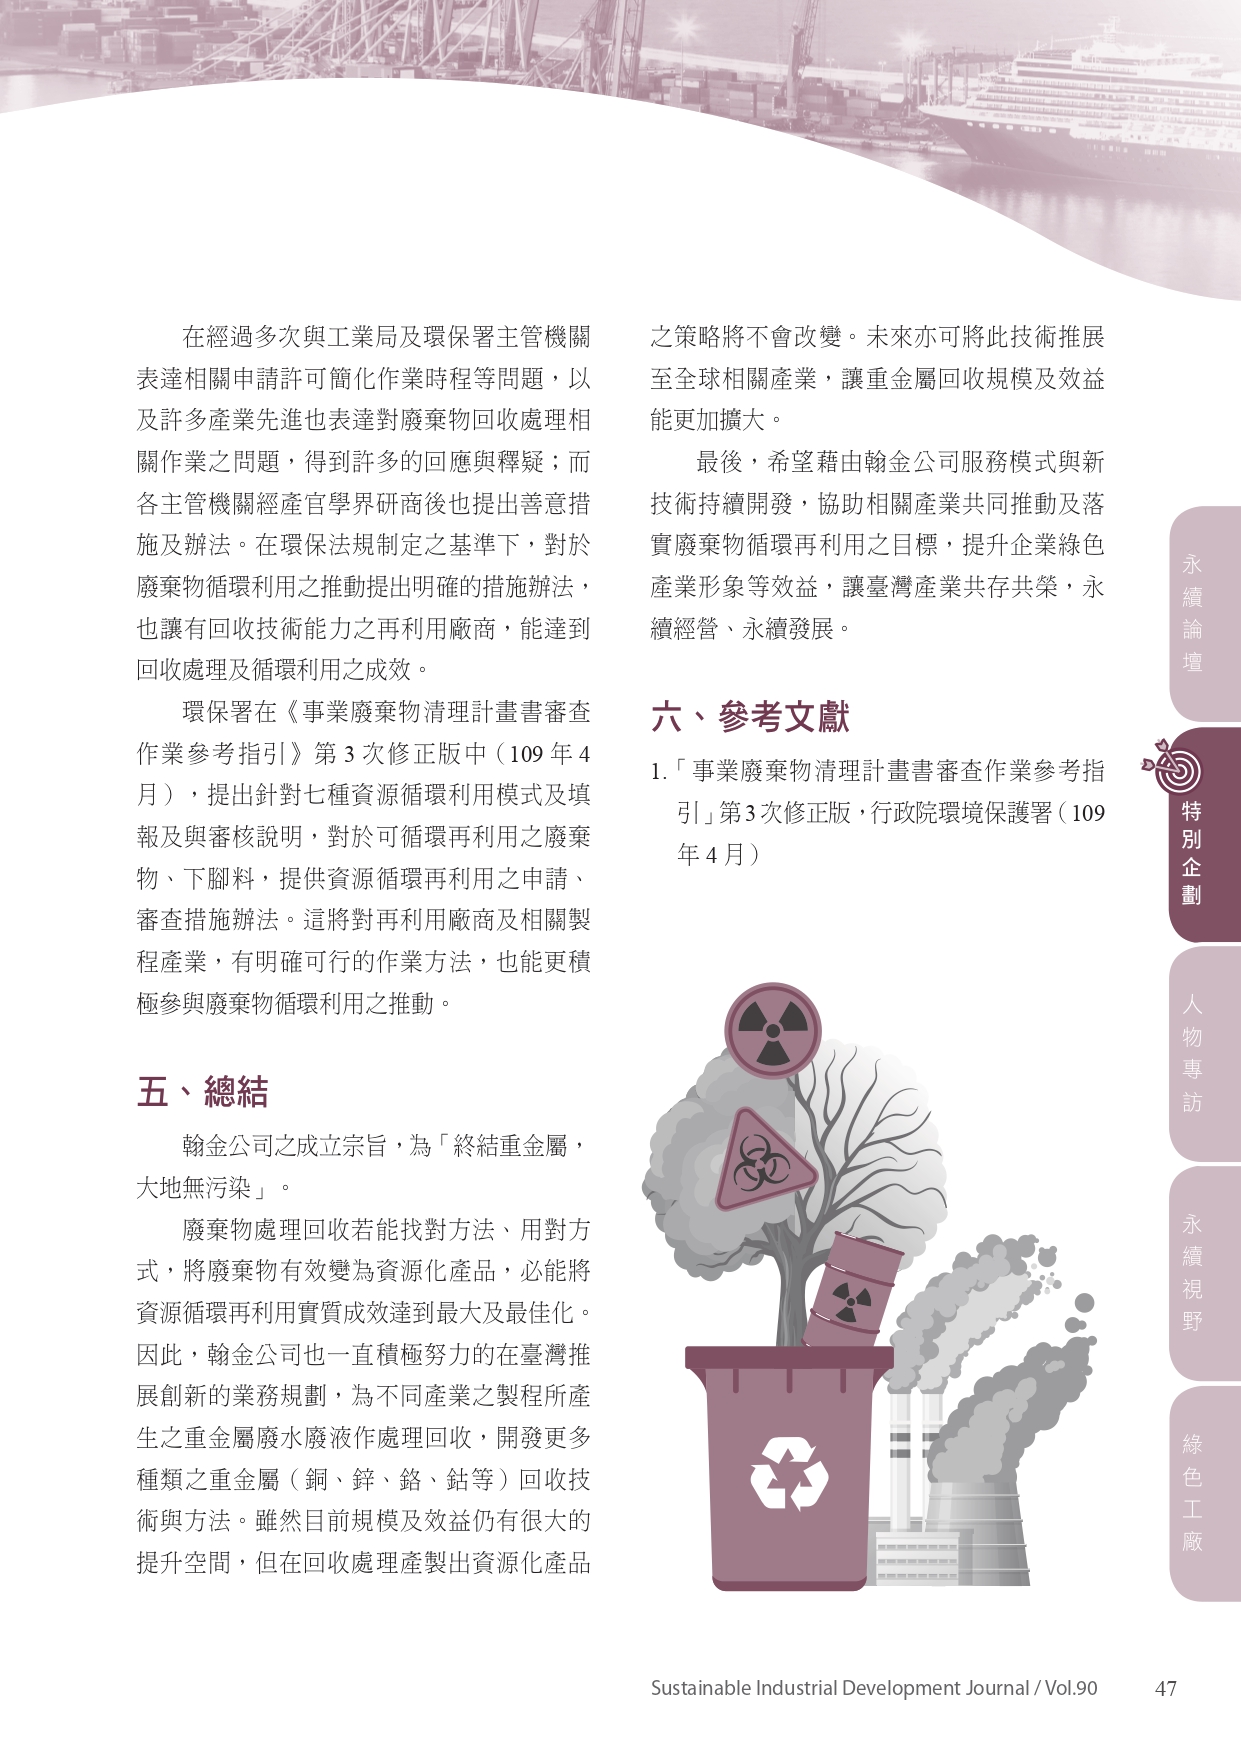 在經過多次與工業局及環保署主管機關
表達相關申請許可簡化作業時程等問題，以
及許多產業先進也表達對廢棄物回收處理相
關作業之問題，得到許多的回應與釋疑；而
各主管機關經產官學界研商後也提出善意措
施及辦法。在環保法規制定之基準下，對於
廢棄物循環利用之推動提出明確的措施辦法，
也讓有回收技術能力之再利用廠商，能達到
回收處理及循環利用之成效。
環保署在《事業廢棄物清理計畫書審查
作業參考指引》第 3 次修正版中（109 年 4
月），提出針對七種資源循環利用模式及填
報及與審核說明，對於可循環再利用之廢棄
物、下腳料，提供資源循環再利用之申請、
審查措施辦法。這將對再利用廠商及相關製
程產業，有明確可行的作業方法，也能更積
極參與廢棄物循環利用之推動。
五、總結
翰金公司之成立宗旨，為「終結重金屬，
大地無污染」。
廢棄物處理回收若能找對方法、用對方
式，將廢棄物有效變為資源化產品，必能將
資源循環再利用實質成效達到最大及最佳化。
因此，翰金公司也一直積極努力的在臺灣推
展創新的業務規劃，為不同產業之製程所產
生之重金屬廢水廢液作處理回收，開發更多
種類之重金屬（銅、鋅、鉻、鈷等）回收技
術與方法。雖然目前規模及效益仍有很大的
提升空間，但在回收處理產製出資源化產品
之策略將不會改變。未來亦可將此技術推展
至全球相關產業，讓重金屬回收規模及效益
能更加擴大。
最後，希望藉由翰金公司服務模式與新
技術持續開發，協助相關產業共同推動及落
實廢棄物循環再利用之目標，提升企業綠色
產業形象等效益，讓臺灣產業共存共榮，永
續經營、永續發展。
六、參考文獻
1.「事業廢棄物清理計畫書審查作業參考指
引」第 3 次修正版，行政院環境保護署（109
年 4 月）
永續論壇
特別企劃
人物專訪
永續視野
綠色工廠
Sustainable Industrial Development Journal / Vol.90 47